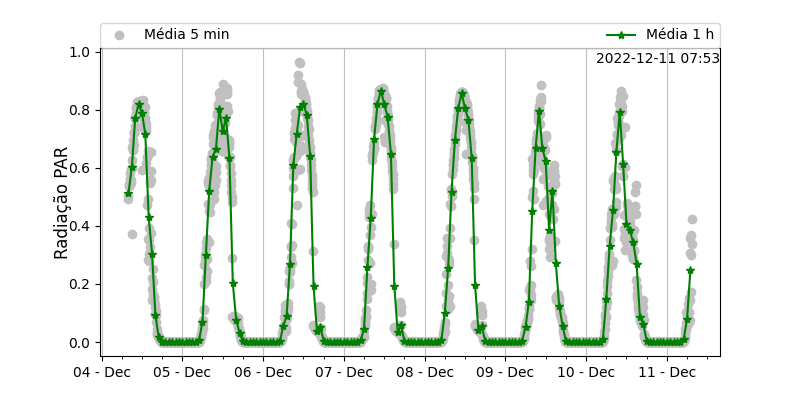 Média 5 min
Média 1 h
2022-12-11 07:53
Radiação PAR
1.0
0.8
0.6
0.4
0.2
0.0
04 - Dec
05 - Dec
06 - Dec
07 - Dec
08 - Dec
09 - Dec
10 - Dec
11 - Dec